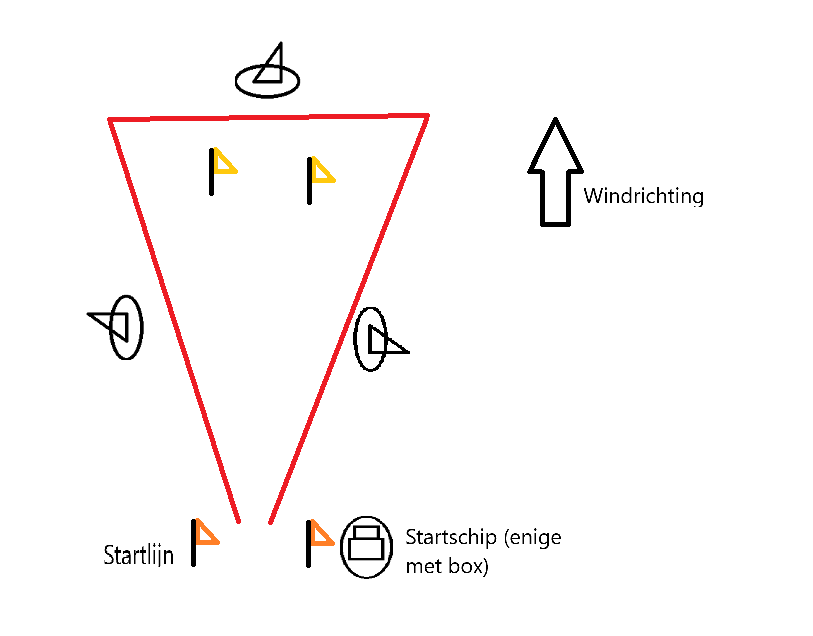 Windrichting
Startlijn
Startschip (enige
met box)